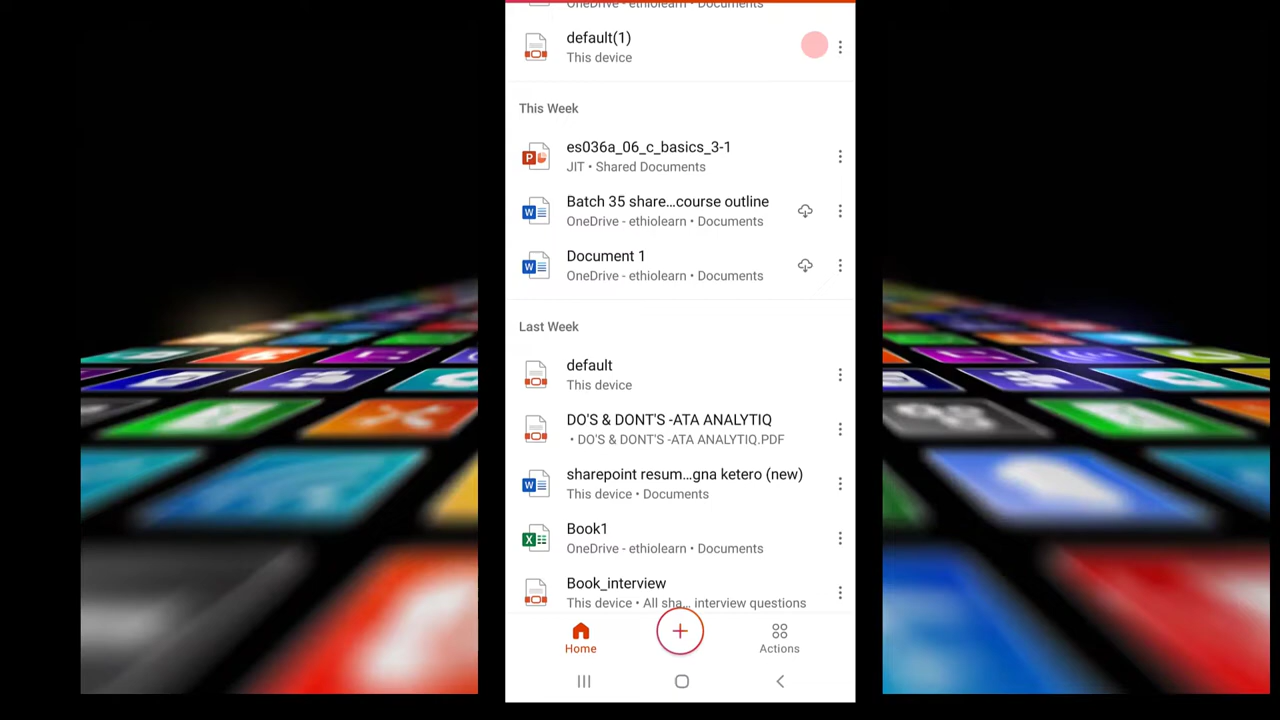 OneDrive - ethiolearn • Documents
default(1)
This device
This Week
es036a_06_c_basics_3-1
JIT • Shared Documents
Batch 35 share...course outline
OneDrive - ethiolearn • Documents
Document 1
OneDrive - ethiolearn • Documents
Last Week
default
This device
DO'S & DONT'S -ATA ANALYTIQ
• DO'S & DONT'S -ATA ANALYTIQ.PDF
sharepoint resum...gna ketero (new)
This device • Documents
Book1
OneDrive - ethiolearn • Documents
Book_interview
This device • All sha... interview questions
Home
Actions